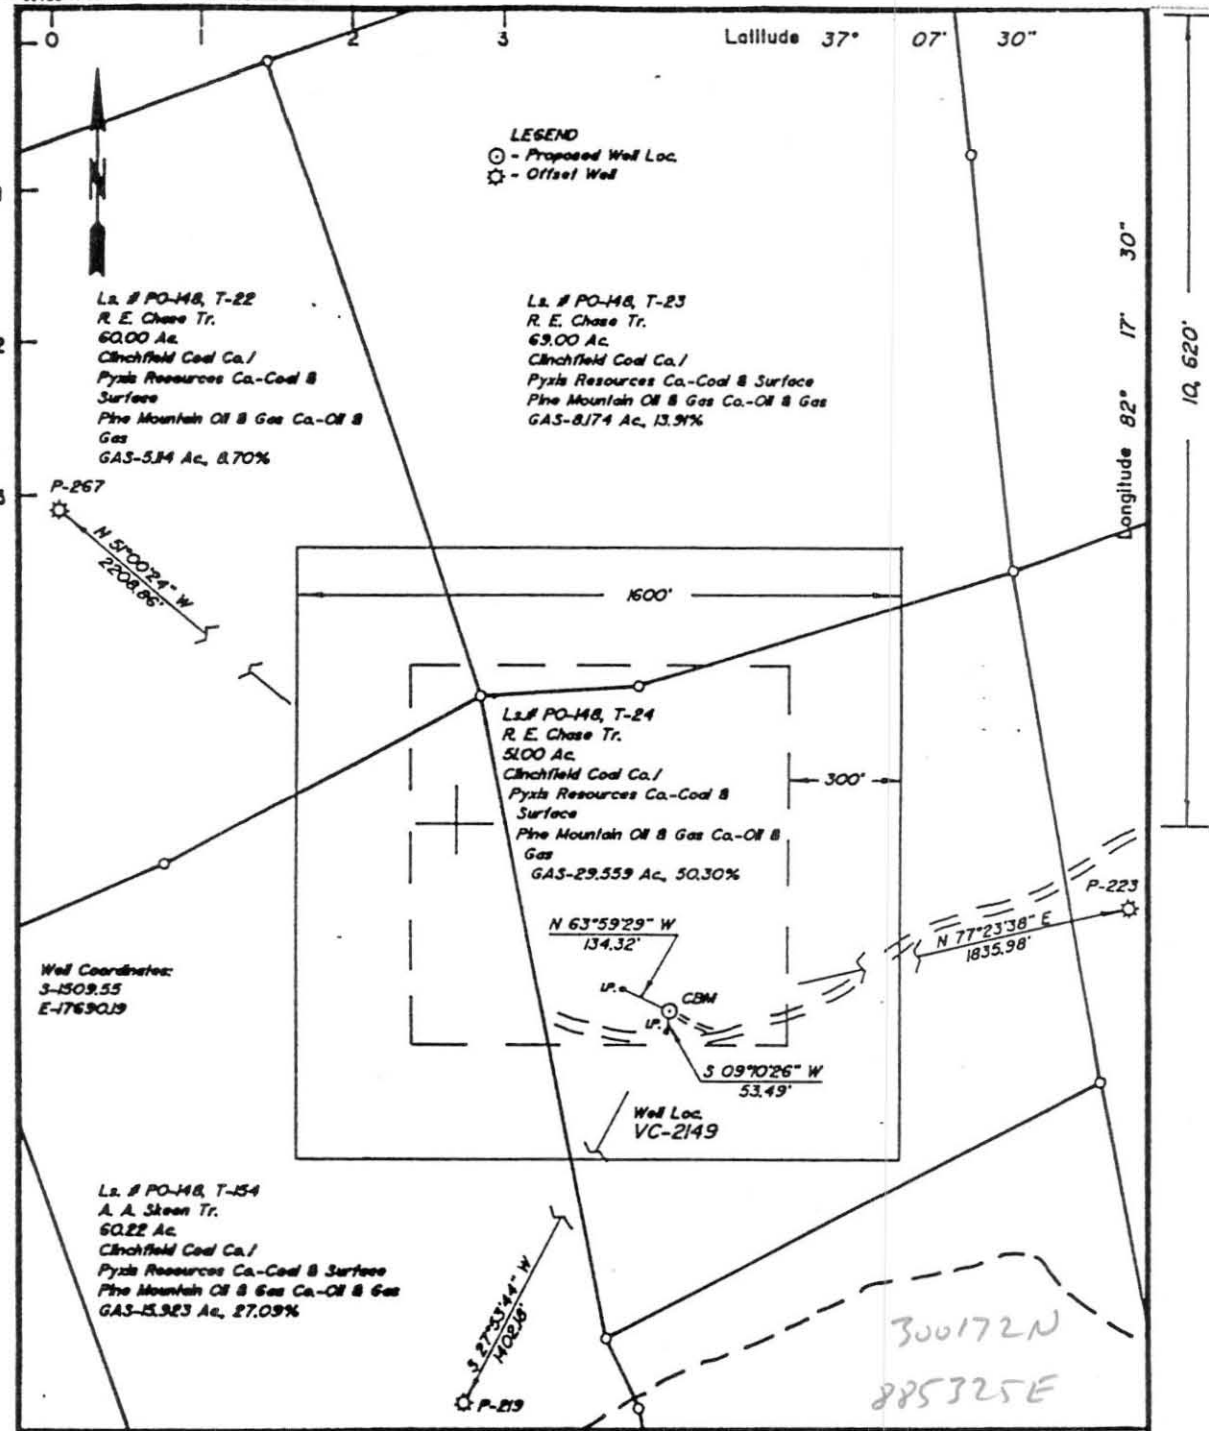 0 1 2 3 Latitude 37° 07' 30"
N
LEGEND
- Proposed Well Loc.
- Offset Well
Longitude 82° 17' 30"
10,620'
Ls. # PO-148, T-22
R. E. Chase Tr.
60.00 Ac.
Clinchfield Coal Co./
Pyxis Resources Co.-Coal &
Surface
Pine Mountain Oil & Gas Co.-Oil &
Gas
GAS-5.114 Ac., 8.70%
Ls. # PO-148, T-23
R. E. Chase Tr.
69.00 Ac.
Clinchfield Coal Co./
Pyxis Resources Co.-Coal & Surface
Pine Mountain Oil & Gas Co.-Oil & Gas
GAS-8.174 Ac., 13.91%
P-267
N 51°00'24" W
2208.86'
1600'
Ls.# PO-148, T-24
R. E. Chase Tr.
51.00 Ac.
Clinchfield Coal Co./
Pyxis Resources Co.-Coal &
Surface
Pine Mountain Oil & Gas Co.-Oil &
Gas
GAS-29.559 Ac., 50.30%
300'
P-223
N 77°23'38" E
1835.98'
N 63°59'29" W
134.32'
I.P.
CBM
I.P.
S 09°10'26" W
53.49'
Well Coordinates:
S-1509.55
E-17690.19
Well Loc.
VC-2149
Ls. # PO-148, T-154
A. A. Skeen Tr.
60.22 Ac.
Clinchfield Coal Co./
Pyxis Resources Co.-Coal & Surface
Pine Mountain Oil & Gas Co.-Oil & Gas
GAS-15.923 Ac., 27.09%
S 27°53'44" W
1402.18'
P-219
300172N
885325E